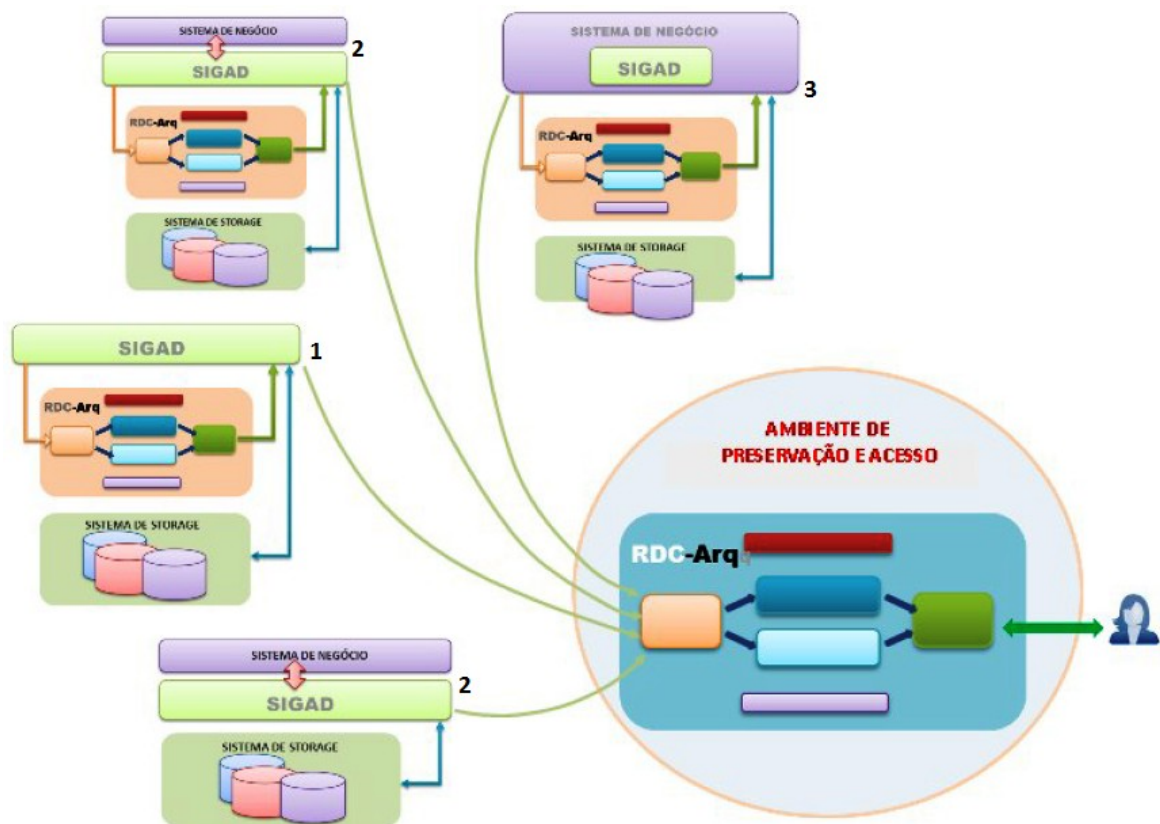 SISTEMA DE NEGÓCIO
2
SIGAD
RDC-Arq
SISTEMA DE STORAGE
SISTEMA DE NEGÓCIO
SIGAD
3
RDC-Arq
SISTEMA DE STORAGE
SIGAD
1
RDC-Arq
SISTEMA DE STORAGE
AMBIENTE DE
PRESERVAÇÃO E ACESSO
RDC-Arq
SISTEMA DE NEGÓCIO
2
SIGAD
SISTEMA DE STORAGE